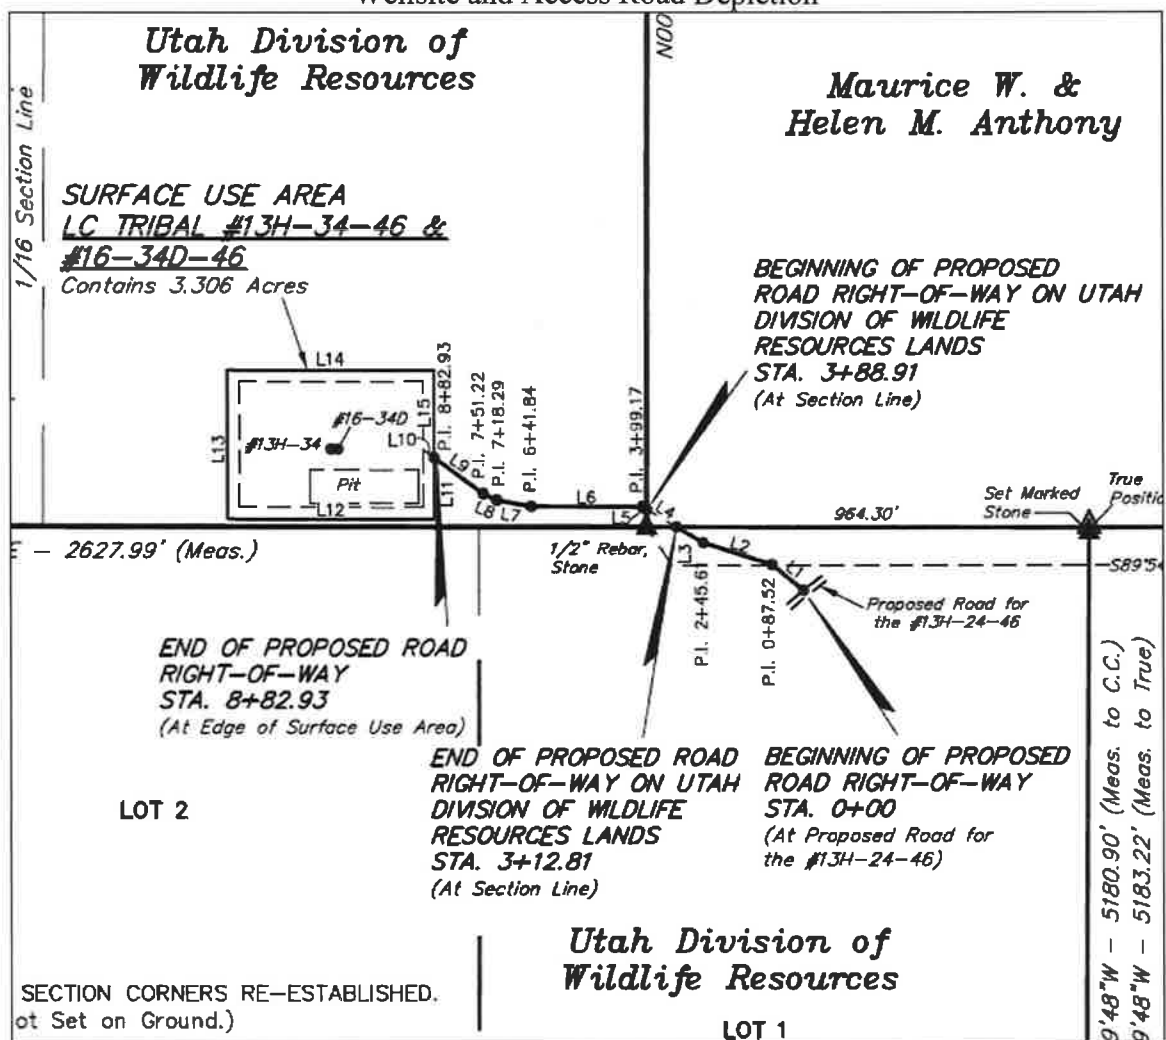 Wellsite and Access Road Depiction
Utah Division of
Wildlife Resources
N00
Maurice W. &
Helen M. Anthony
1/16 Section Line
SURFACE USE AREA
LC TRIBAL #13H-34-46 &
#16-34D-46
Contains 3.306 Acres
BEGINNING OF PROPOSED
ROAD RIGHT-OF-WAY ON UTAH
DIVISION OF WILDLIFE
RESOURCES LANDS
STA. 3+88.91
(At Section Line)
L14
L13
L15
#16-34D
#13H-34
L10
Pit
L12
L11
P.I. 8+82.93
L9
P.I. 7+51.22
P.I. 7+18.29
P.I. 6+41.84
L8
L7
L6
P.I. 3+99.17
L5
L4
964.30'
Set Marked
Stone
True
Positio
E - 2627.99' (Meas.)
1/2" Rebar,
Stone
L3
L2
L1
S89°54
P.I. 2+45.61
P.I. 0+87.52
Proposed Road for
the #13H-24-46
END OF PROPOSED ROAD
RIGHT-OF-WAY
STA. 8+82.93
(At Edge of Surface Use Area)
END OF PROPOSED ROAD
RIGHT-OF-WAY ON UTAH
DIVISION OF WILDLIFE
RESOURCES LANDS
STA. 3+12.81
(At Section Line)
BEGINNING OF PROPOSED
ROAD RIGHT-OF-WAY
STA. 0+00
(At Proposed Road for
the #13H-24-46)
LOT 2
9'48"W - 5180.90' (Meas. to C.C.)
9'48"W - 5183.22' (Meas. to True)
Utah Division of
Wildlife Resources
SECTION CORNERS RE-ESTABLISHED.
ot Set on Ground.)
LOT 1